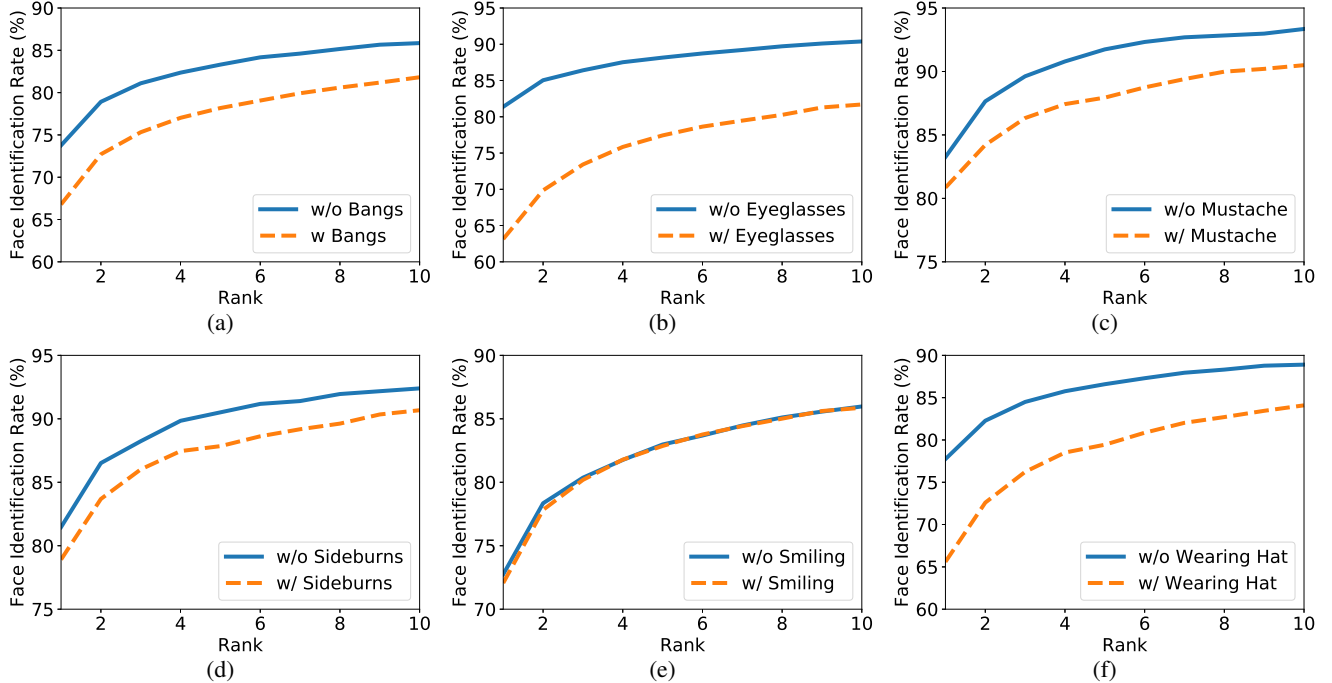 Face Identification Rate (%)
90
85
80
75
70
65
60
w/o Bangs
w Bangs
2 4 6 8 10
Rank
(a)
Face Identification Rate (%)
95
90
85
80
75
70
65
60
w/o Eyeglasses
w/ Eyeglasses
2 4 6 8 10
Rank
(b)
Face Identification Rate (%)
95
90
85
80
75
w/o Mustache
w/ Mustache
2 4 6 8 10
Rank
(c)
Face Identification Rate (%)
95
90
85
80
75
w/o Sideburns
w/ Sideburns
2 4 6 8 10
Rank
(d)
Face Identification Rate (%)
90
85
80
75
70
w/o Smiling
w/ Smiling
2 4 6 8 10
Rank
(e)
Face Identification Rate (%)
90
85
80
75
70
65
60
w/o Wearing Hat
w/ Wearing Hat
2 4 6 8 10
Rank
(f)